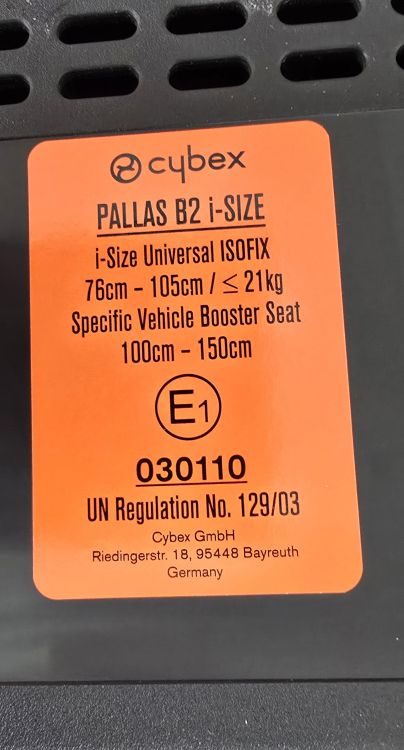 cybex
PALLAS B2 i-SIZE
i-Size Universal ISOFIX
76cm – 105cm / ≤ 21kg
Specific Vehicle Booster Seat
100cm – 150cm
E1
030110
UN Regulation No. 129/03
Cybex GmbH
Riedingerstr. 18, 95448 Bayreuth
Germany